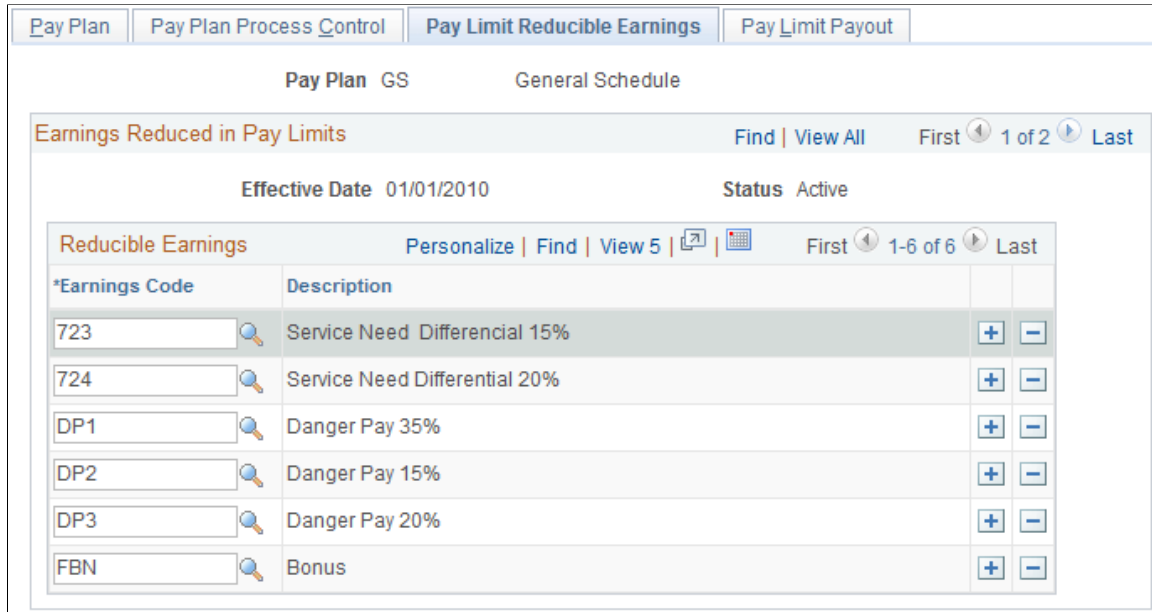 Pay Plan Pay Plan Process Control Pay Limit Reducible Earnings Pay Limit Payout
Pay Plan GS General Schedule
Earnings Reduced in Pay Limits Find | View All First 1 of 2 Last
Effective Date 01/01/2010 Status Active
Reducible Earnings Personalize | Find | View 5 | | First 1-6 of 6 Last
*Earnings Code Description
723 Service Need Differencial 15%
724 Service Need Differential 20%
DP1 Danger Pay 35%
DP2 Danger Pay 15%
DP3 Danger Pay 20%
FBN Bonus